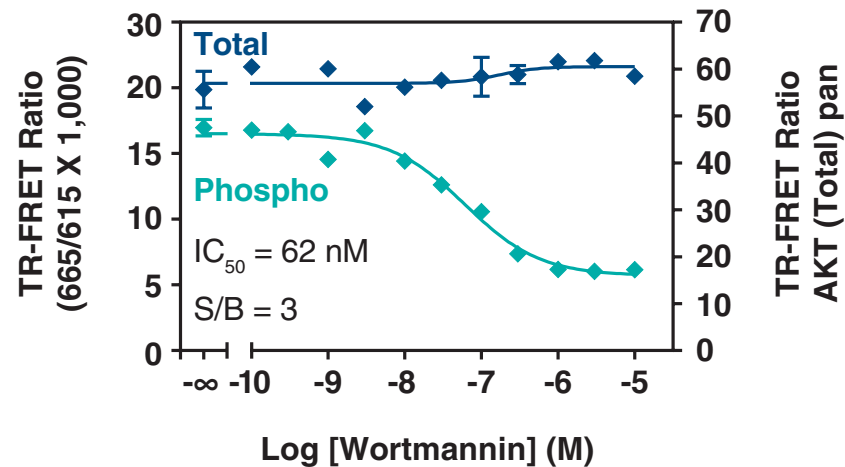 TR-FRET Ratio
(665/615 X 1,000)
30
25
20
15
10
5
0
Total
Phospho
IC50 = 62 nM
S/B = 3
70
60
50
40
30
20
10
0
TR-FRET Ratio
AKT (Total) pan
-∞ -10 -9 -8 -7 -6 -5
Log [Wortmannin] (M)